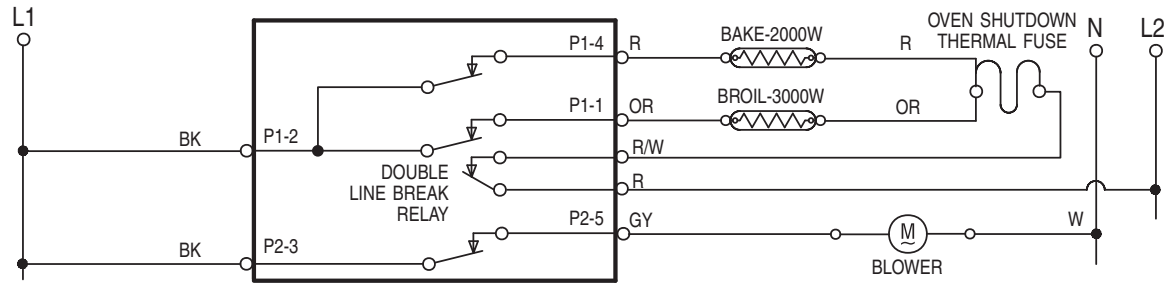 L1
BK
P1-2
DOUBLE
LINE BREAK
RELAY
P1-4
R
BAKE-2000W
R
OVEN SHUTDOWN
THERMAL FUSE
N
L2
P1-1
OR
BROIL-3000W
OR
R/W
R
BK
P2-3
P2-5
GY
M
~
BLOWER
W